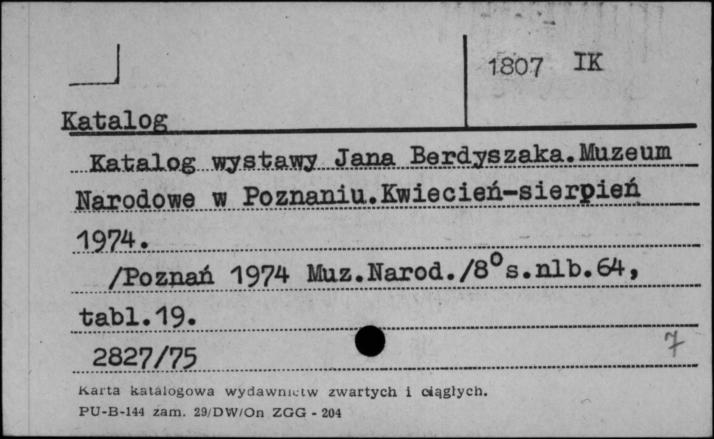 1807 IK
Katalog
Katalog wystawy Jana Berdyszaka.Muzeum
Narodowe w Poznaniu.Kwiecień-sierpień
1974.
/Poznań 1974 Muz.Narod./8° s.nlb.64,
tabl.19.
2827/75
7
Karta katalogowa wydawnictw zwartych i ciągłych.
PU-B-144 zam. 29/DW/On ZGG - 204